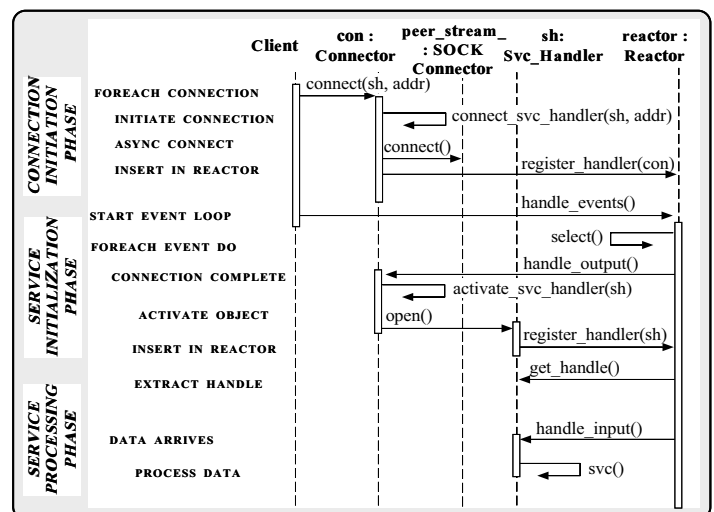 Client
con :
Connector
peer_stream_
: SOCK
Connector
sh:
Svc_Handler
reactor :
Reactor
CONNECTION
INITIATION
PHASE
FOREACH CONNECTION
connect(sh, addr)
INITIATE CONNECTION
connect_svc_handler(sh, addr)
ASYNC CONNECT
connect()
INSERT IN REACTOR
register_handler(con)
SERVICE
INITIALIZATION
PHASE
START EVENT LOOP
handle_events()
FOREACH EVENT DO
select()
CONNECTION COMPLETE
handle_output()
activate_svc_handler(sh)
ACTIVATE OBJECT
open()
INSERT IN REACTOR
register_handler(sh)
EXTRACT HANDLE
get_handle()
SERVICE
PROCESSING
PHASE
DATA ARRIVES
handle_input()
PROCESS DATA
svc()